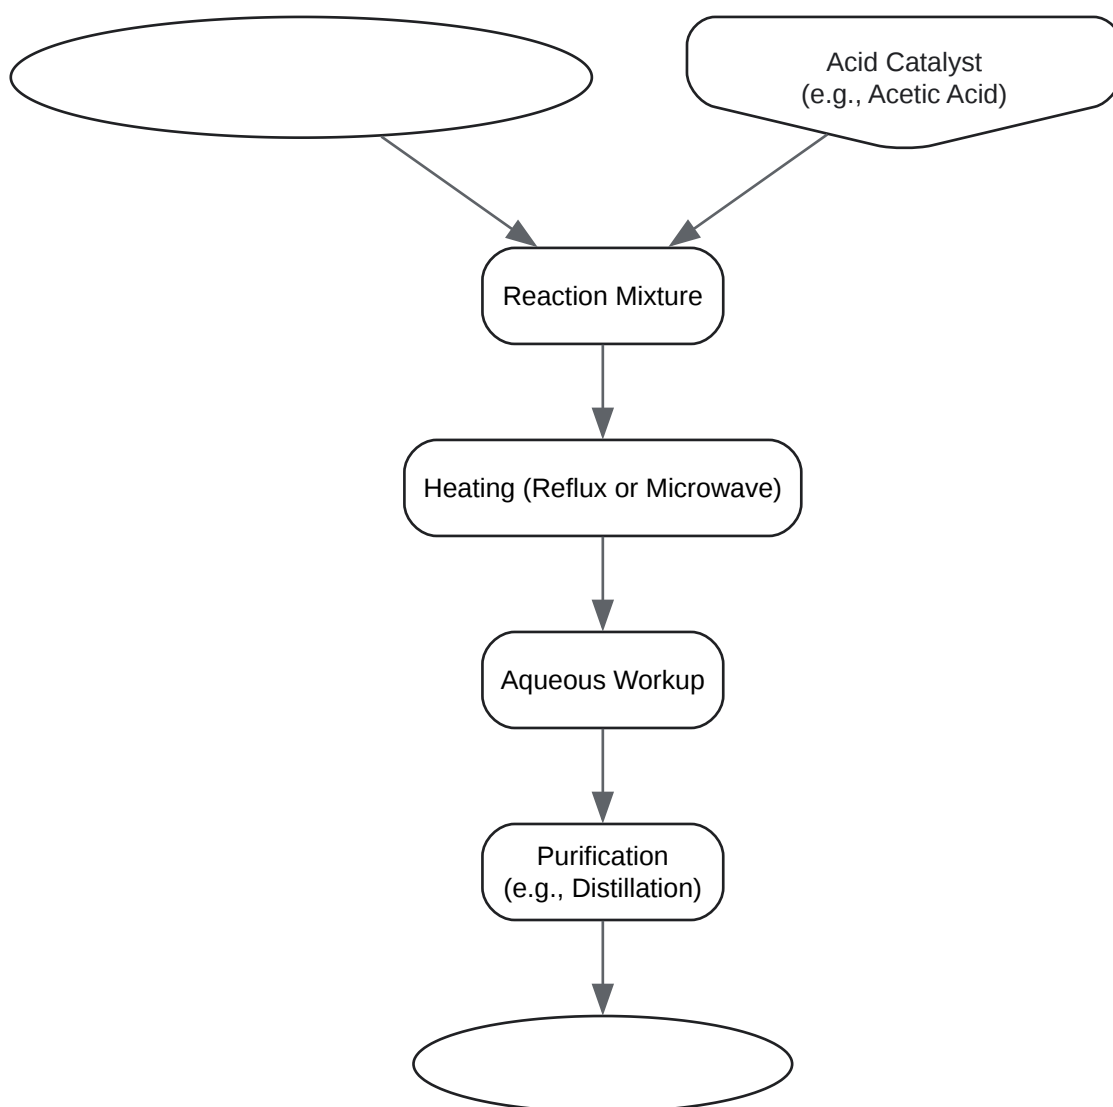 Acid Catalyst
(e.g., Acetic Acid)
Reaction Mixture
Heating (Reflux or Microwave)
Aqueous Workup
Purification
(e.g., Distillation)